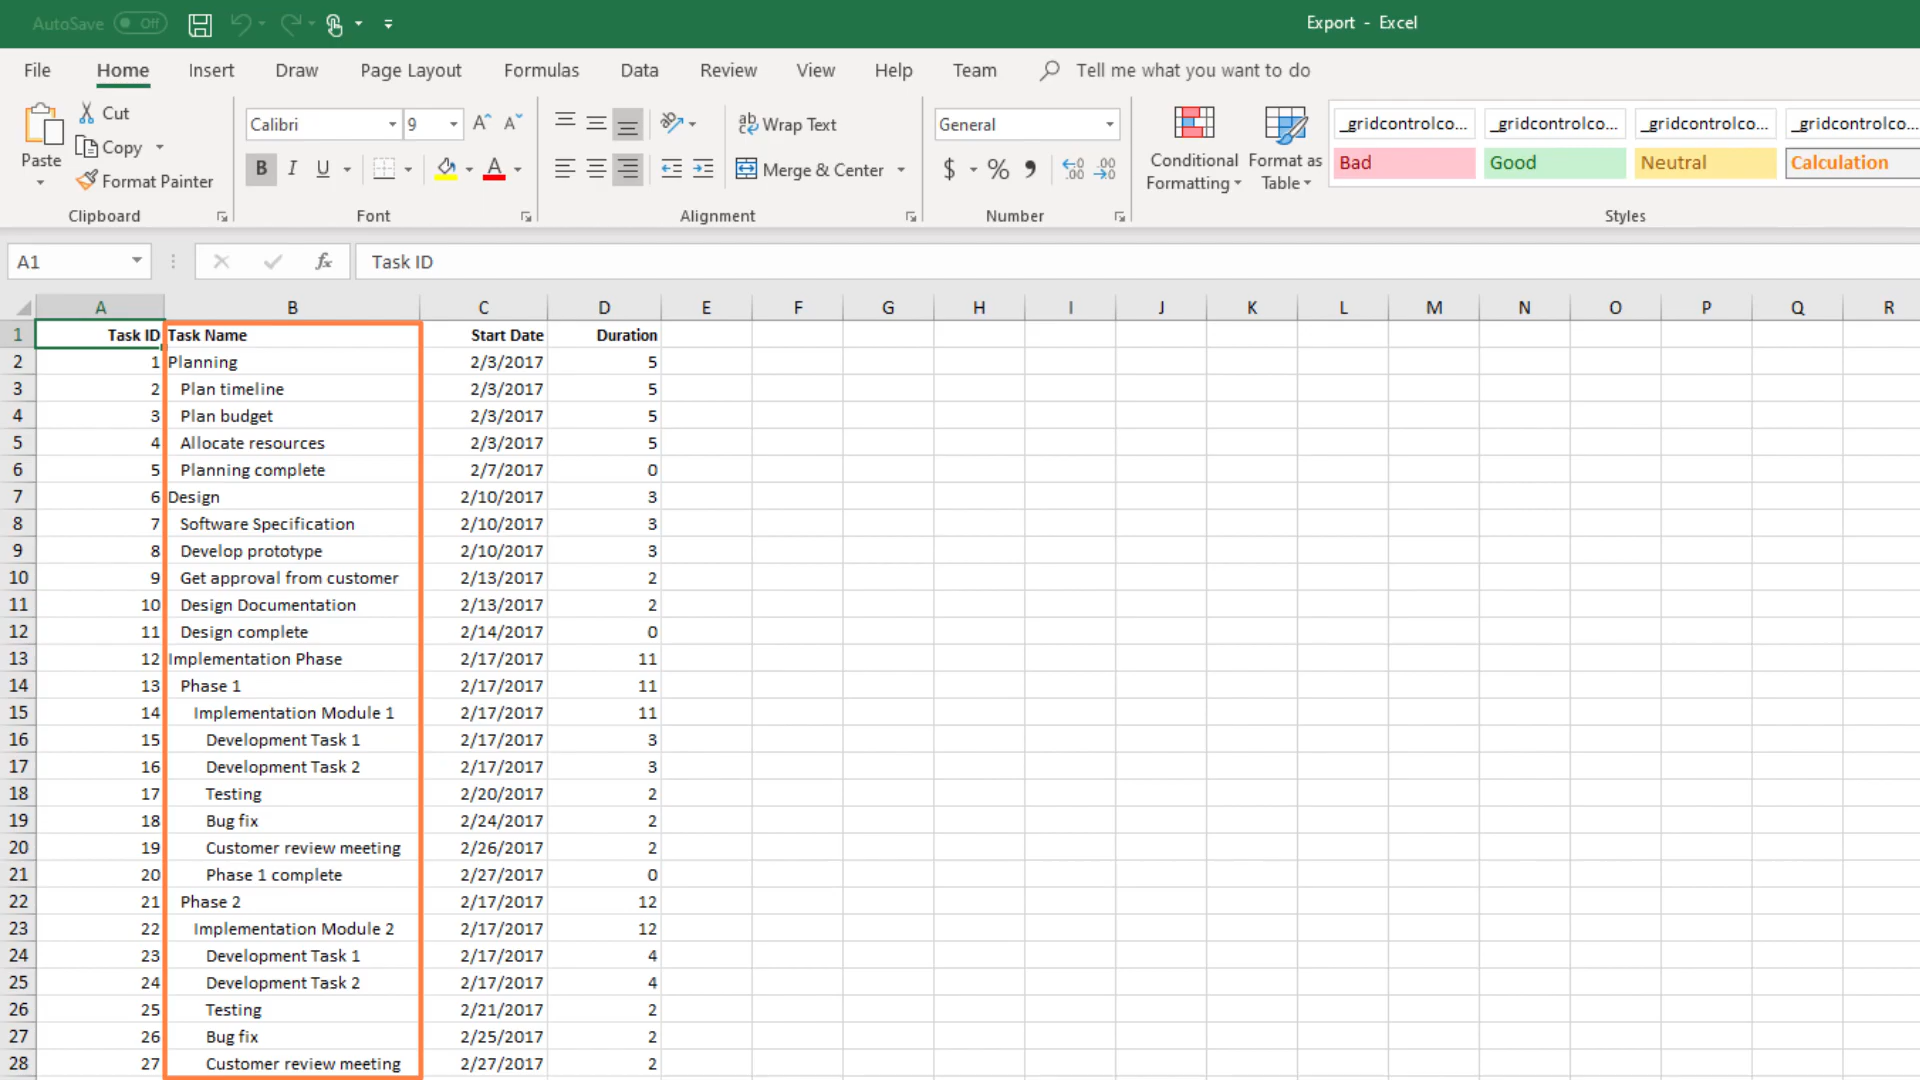 AutoSave Off Export - Excel
File Home Insert Draw Page Layout Formulas Data Review View Help Team Tell me what you want to do
Paste Cut Copy Format Painter Clipboard
Calibri 9 A A B I U A Font
ab Wrap Text Merge & Center Alignment
General $ % Number
Conditional Formatting Format as Table
_gridcontrolco... _gridcontrolco... _gridcontrolco... _gridcontrolco...
Bad Good Neutral Calculation
Styles
A1 fx Task ID
A B C D E F G H I J K L M N O P Q R
1 Task ID Task Name Start Date Duration
2 1 Planning 2/3/2017 5
3 2 Plan timeline 2/3/2017 5
4 3 Plan budget 2/3/2017 5
5 4 Allocate resources 2/3/2017 5
6 5 Planning complete 2/7/2017 0
7 6 Design 2/10/2017 3
8 7 Software Specification 2/10/2017 3
9 8 Develop prototype 2/10/2017 3
10 9 Get approval from customer 2/13/2017 2
11 10 Design Documentation 2/13/2017 2
12 11 Design complete 2/14/2017 0
13 12 Implementation Phase 2/17/2017 11
14 13 Phase 1 2/17/2017 11
15 14 Implementation Module 1 2/17/2017 11
16 15 Development Task 1 2/17/2017 3
17 16 Development Task 2 2/17/2017 3
18 17 Testing 2/20/2017 2
19 18 Bug fix 2/24/2017 2
20 19 Customer review meeting 2/26/2017 2
21 20 Phase 1 complete 2/27/2017 0
22 21 Phase 2 2/17/2017 12
23 22 Implementation Module 2 2/17/2017 12
24 23 Development Task 1 2/17/2017 4
25 24 Development Task 2 2/17/2017 4
26 25 Testing 2/21/2017 2
27 26 Bug fix 2/25/2017 2
28 27 Customer review meeting 2/27/2017 2